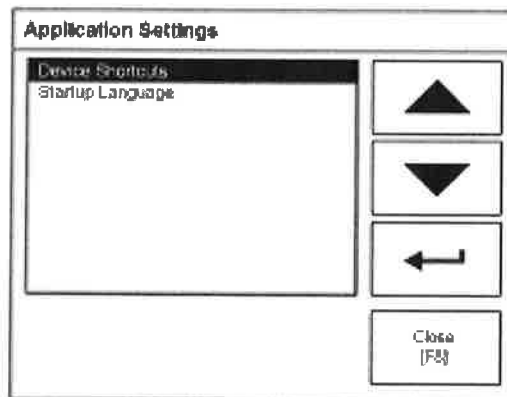 Application Settings
Device Shortcuts
Startup Language
Close
[F8]